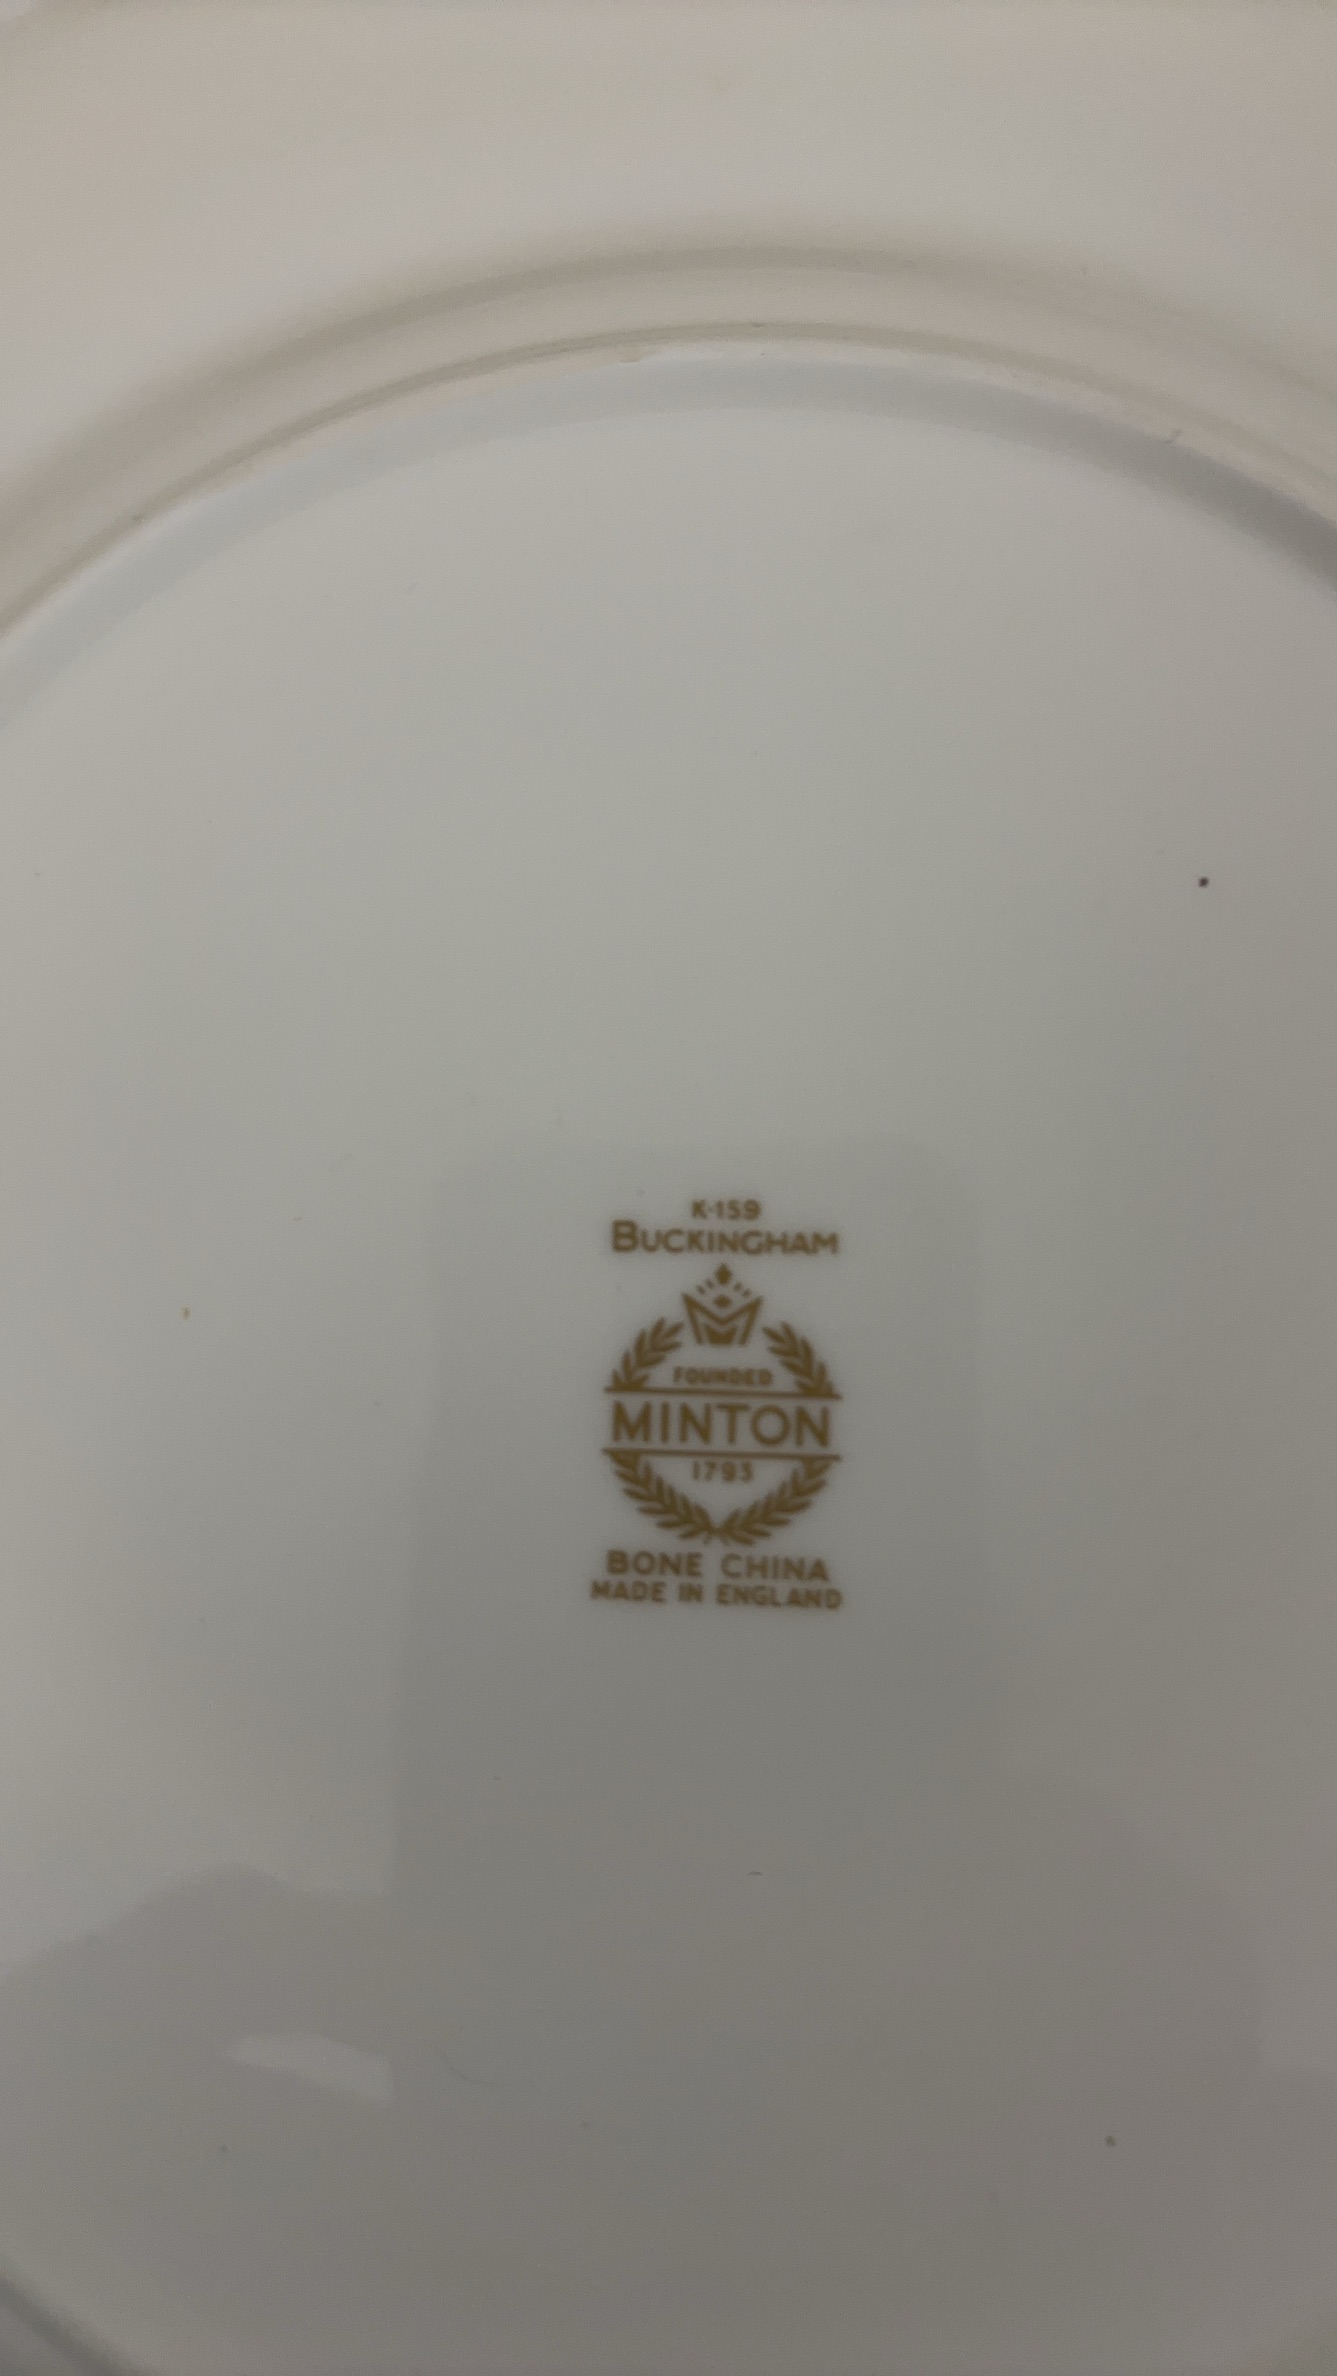 K-159
BUCKINGHAM
FOUNDED
MINTON
1793
BONE CHINA
MADE IN ENGLAND